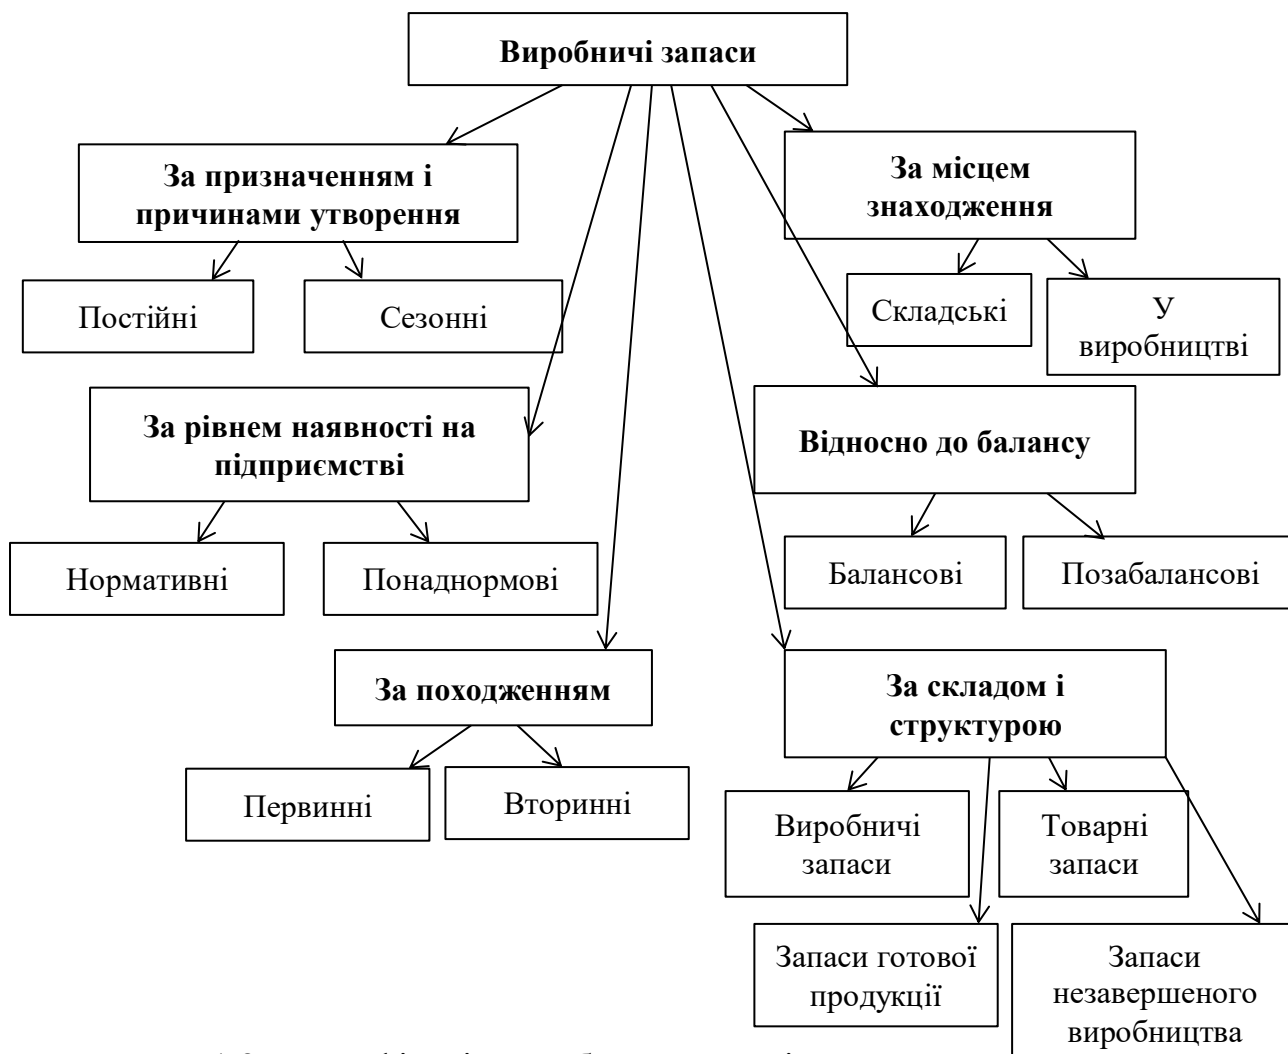 Виробничі запаси
За призначенням і
причинами утворення
За місцем
знаходження
Постійні
Сезонні
Складські
У
виробництві
За рівнем наявності на
підприємстві
Відносно до балансу
Нормативні
Понаднормові
Балансові
Позабалансові
За походженням
За складом і
структурою
Первинні
Вторинні
Виробничі
запаси
Товарні
запаси
Запаси готової
продукції
Запаси
незавершеного
виробництва